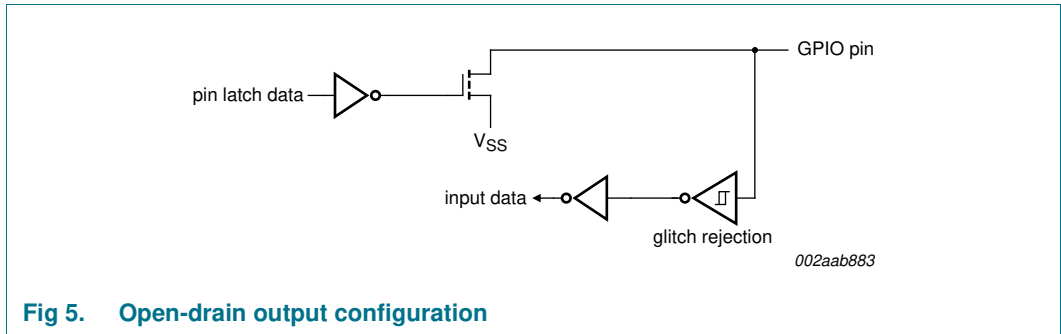 GPIO pin
pin latch data
VSS
input data
glitch rejection
002aab883
Fig 5. Open-drain output configuration